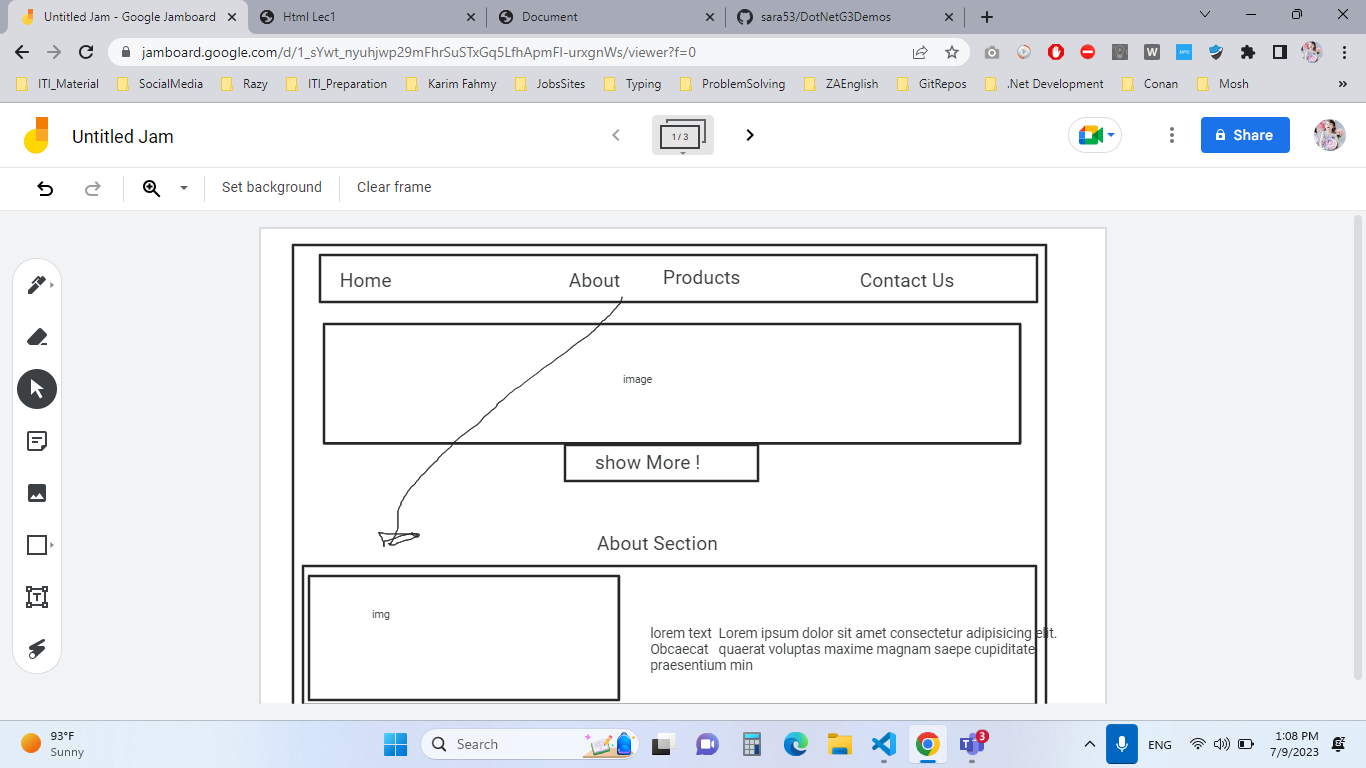 Untitled Jam - Google Jamboard
Html Lec1
Document
sara53/DotNetG3Demos
jamboard.google.com/d/1_sYwt_nyuhjwp29mFhrSuSTxGq5LfhApmFI-urxgnWs/viewer?f=0
ITI_Material
SocialMedia
Razy
ITI_Preparation
Karim Fahmy
JobsSites
Typing
ProblemSolving
ZAEnglish
GitRepos
.Net Development
Conan
Mosh
Untitled Jam
1 / 3
Share
Set background
Clear frame
Home
About
Products
Contact Us
image
show More !
About Section
img
lorem text Lorem ipsum dolor sit amet consectetur adipisicing elit.
Obcaecat quaerat voluptas maxime magnam saepe cupiditate
praesentium min
93°F
Sunny
Search
3
ENG
1:08 PM
7/9/2023